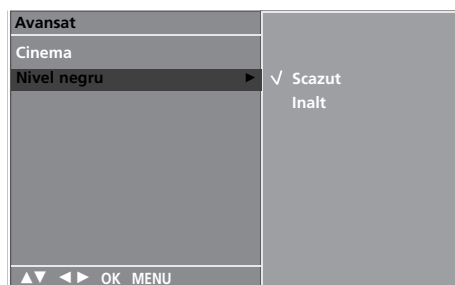 Avansat
Cinema
Nivel negru ► √ Scazut
Inalt
▲▼ ◄► OK MENU